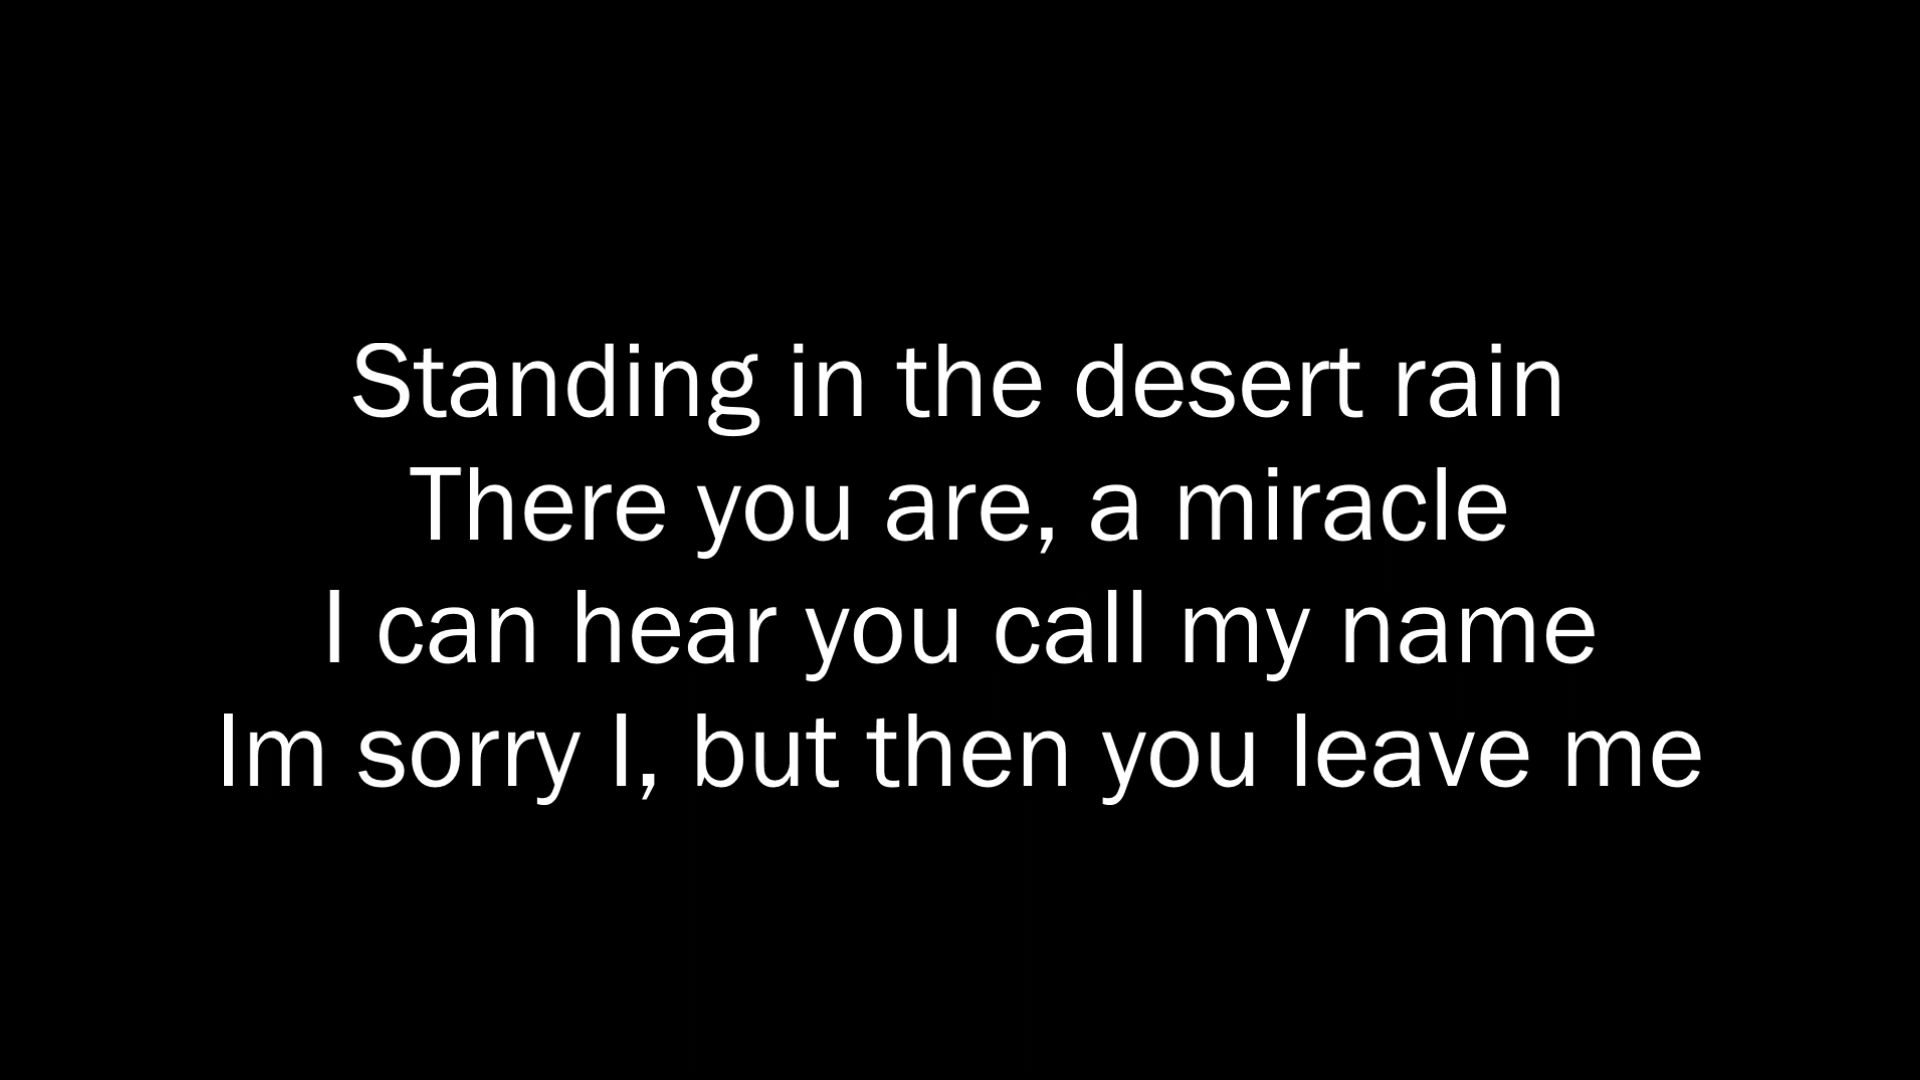 Standing in the desert rain
There you are, a miracle
I can hear you call my name
Im sorry I, but then you leave me